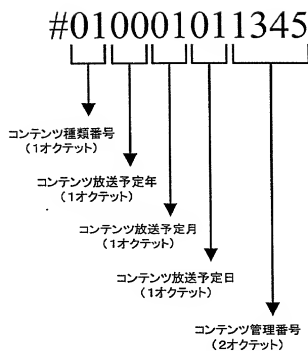 #010001011345
コンテンツ種類番号
(1オクテット)
コンテンツ放送予定年
(1オクテット)
コンテンツ放送予定月
(1オクテット)
コンテンツ放送予定日
(1オクテット)
コンテンツ管理番号
(2オクテット)